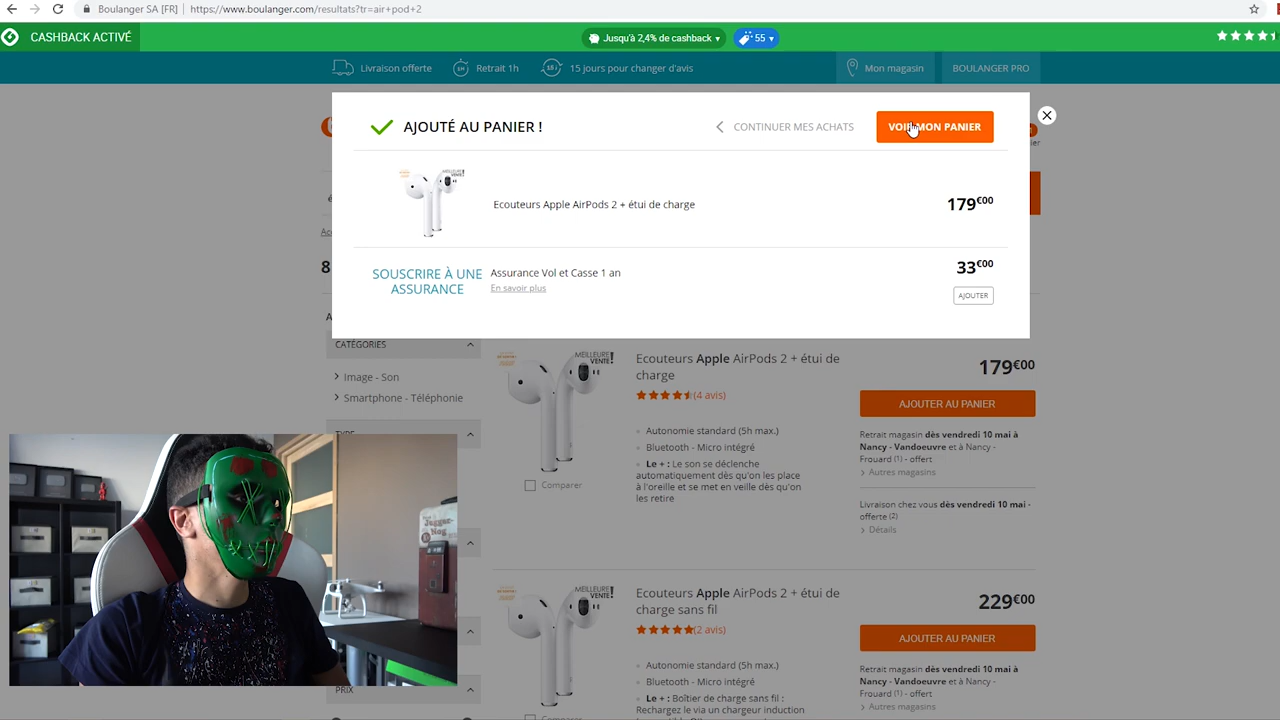 Boulanger SA [FR]
https://www.boulanger.com/resultats?tr=air+pod+2
CASHBACK ACTIVÉ
Jusqu'à 2,4% de cashback
55
Livraison offerte
Retrait 1h
15 jours pour changer d'avis
Mon magasin
BOULANGER PRO
AJOUTÉ AU PANIER !
CONTINUER MES ACHATS
VOIR MON PANIER
Ecouteurs Apple AirPods 2 + étui de charge
179€00
SOUSCRIRE À UNE
ASSURANCE
Assurance Vol et Casse 1 an
En savoir plus
33€00
AJOUTER
CATÉGORIES
Image - Son
Smartphone - Téléphonie
TYPE
PRIX
MEILLEURE
VENTE!
Ecouteurs Apple AirPods 2 + étui de
charge
(4 avis)
Autonomie standard (5h max.)
Bluetooth - Micro intégré
Le + : Le son se déclenche
automatiquement dès qu'on les place
à l'oreille et se met en veille dès qu'on
les retire
Comparer
179€00
AJOUTER AU PANIER
Retrait magasin dès vendredi 10 mai à
Nancy - Vandoeuvre et à Nancy -
Frouard (1) - offert
Autres magasins
Livraison chez vous dès vendredi 10 mai -
offerte (2)
Détails
MEILLEURE
VENTE!
Ecouteurs Apple AirPods 2 + étui de
charge sans fil
(2 avis)
Autonomie standard (5h max.)
Bluetooth - Micro intégré
Le + : Boîtier de charge sans fil :
Rechargez le via un chargeur induction
229€00
AJOUTER AU PANIER
Retrait magasin dès vendredi 10 mai à
Nancy - Vandoeuvre et à Nancy -
Frouard (1) - offert
Autres magasins
Jugger-
Nog